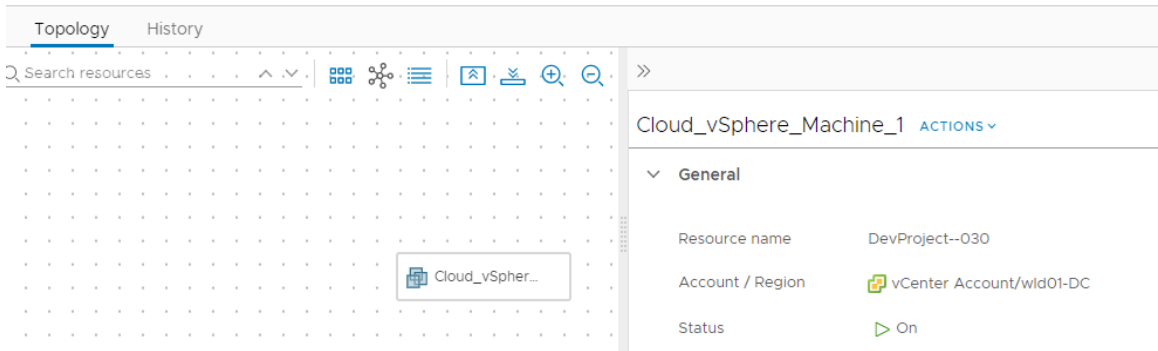 Topology History
Search resources
Cloud_vSpher...
Cloud_vSphere_Machine_1 ACTIONS
General
Resource name DevProject--030
Account / Region vCenter Account/wld01-DC
Status On